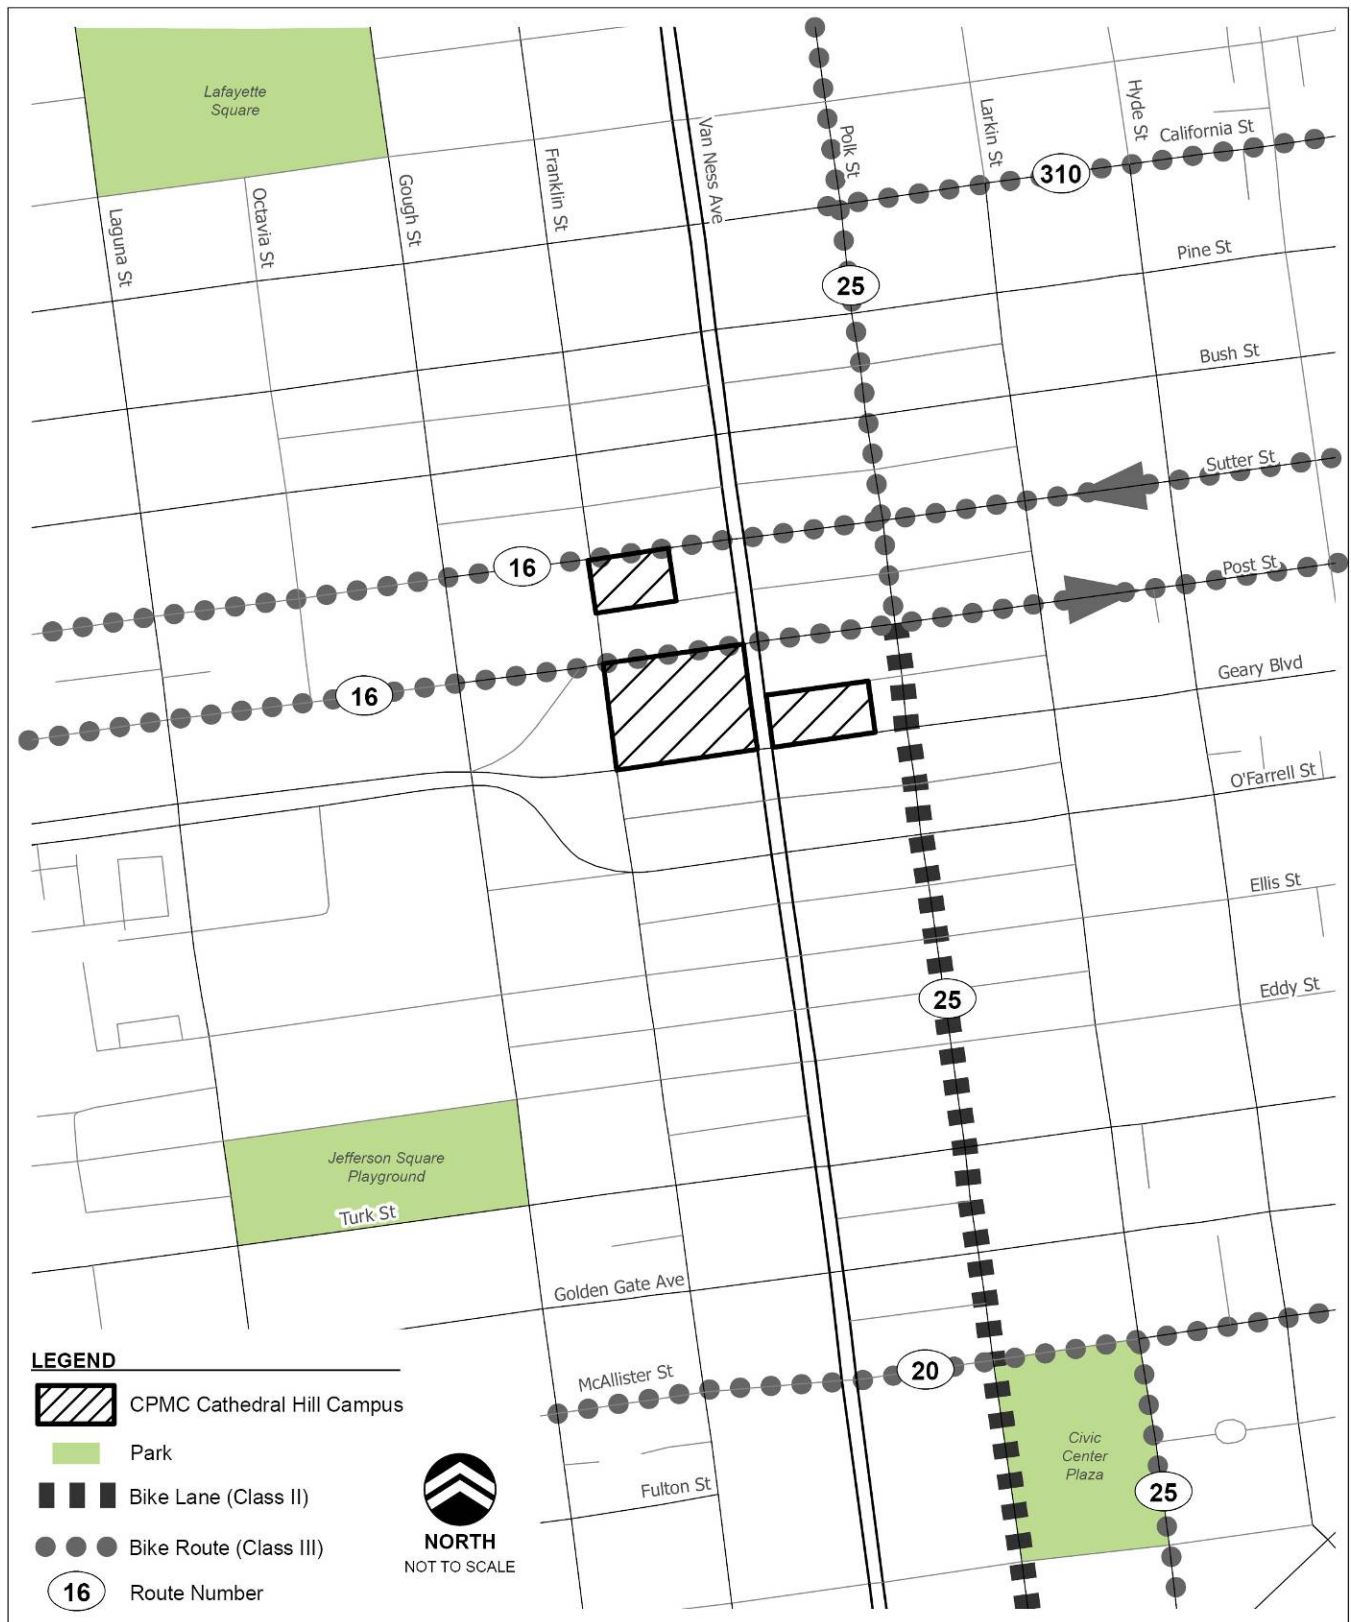 Lafayette
Square
Laguna St
Octavia St
Gough St
Franklin St
Van Ness Ave
Polk St
Larkin St
Hyde St
California St
310
Pine St
25
Bush St
Sutter St
16
Post St
16
Geary Blvd
O'Farrell St
Ellis St
25
Eddy St
Jefferson Square
Playground
Turk St
Golden Gate Ave
McAllister St
20
Civic
Center
Plaza
Fulton St
25
LEGEND
CPMC Cathedral Hill Campus
Park
Bike Lane (Class II)
Bike Route (Class III)
16 Route Number
NORTH
NOT TO SCALE